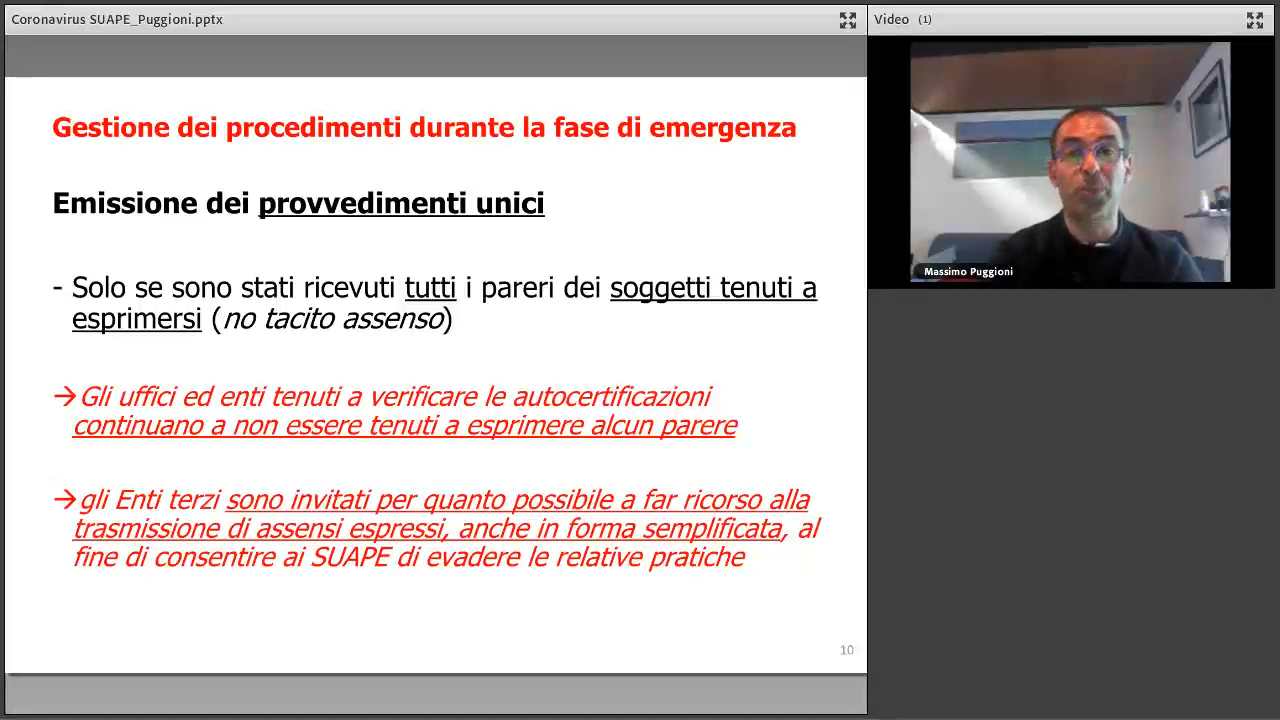 Coronavirus SUAPE_Puggioni.pptx
Video (1)
Gestione dei procedimenti durante la fase di emergenza
Emissione dei provvedimenti unici
- Solo se sono stati ricevuti tutti i pareri dei soggetti tenuti a
esprimersi (no tacito assenso)
→ Gli uffici ed enti tenuti a verificare le autocertificazioni
continuano a non essere tenuti a esprimere alcun parere
→ gli Enti terzi sono invitati per quanto possibile a far ricorso alla
trasmissione di assensi espressi, anche in forma semplificata, al
fine di consentire ai SUAPE di evadere le relative pratiche
10
Massimo Puggioni